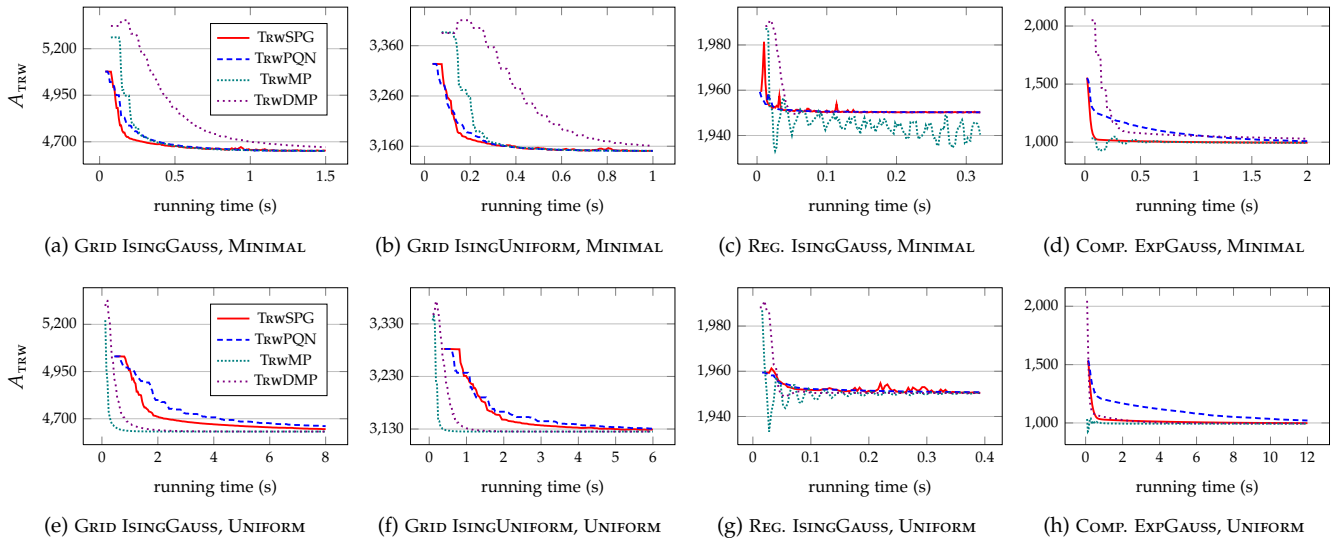 5,200
4,950
4,700
A_TRW
0 0.5 1 1.5
running time (s)
TrwSPG
TrwPQN
TrwMP
TrwDMP
(a) Grid IsingGauss, Minimal
3,360
3,260
3,160
0 0.2 0.4 0.6 0.8 1
running time (s)
(b) Grid IsingUniform, Minimal
1,980
1,960
1,940
0 0.1 0.2 0.3
running time (s)
(c) Reg. IsingGauss, Minimal
2,000
1,500
1,000
0 0.5 1 1.5 2
running time (s)
(d) Comp. ExpGauss, Minimal
5,200
4,950
4,700
A_TRW
0 2 4 6 8
running time (s)
TrwSPG
TrwPQN
TrwMP
TrwDMP
(e) Grid IsingGauss, Uniform
3,330
3,230
3,130
0 1 2 3 4 5 6
running time (s)
(f) Grid IsingUniform, Uniform
1,980
1,960
1,940
0 0.1 0.2 0.3 0.4
running time (s)
(g) Reg. IsingGauss, Uniform
2,000
1,500
1,000
0 2 4 6 8 10 12
running time (s)
(h) Comp. ExpGauss, Uniform